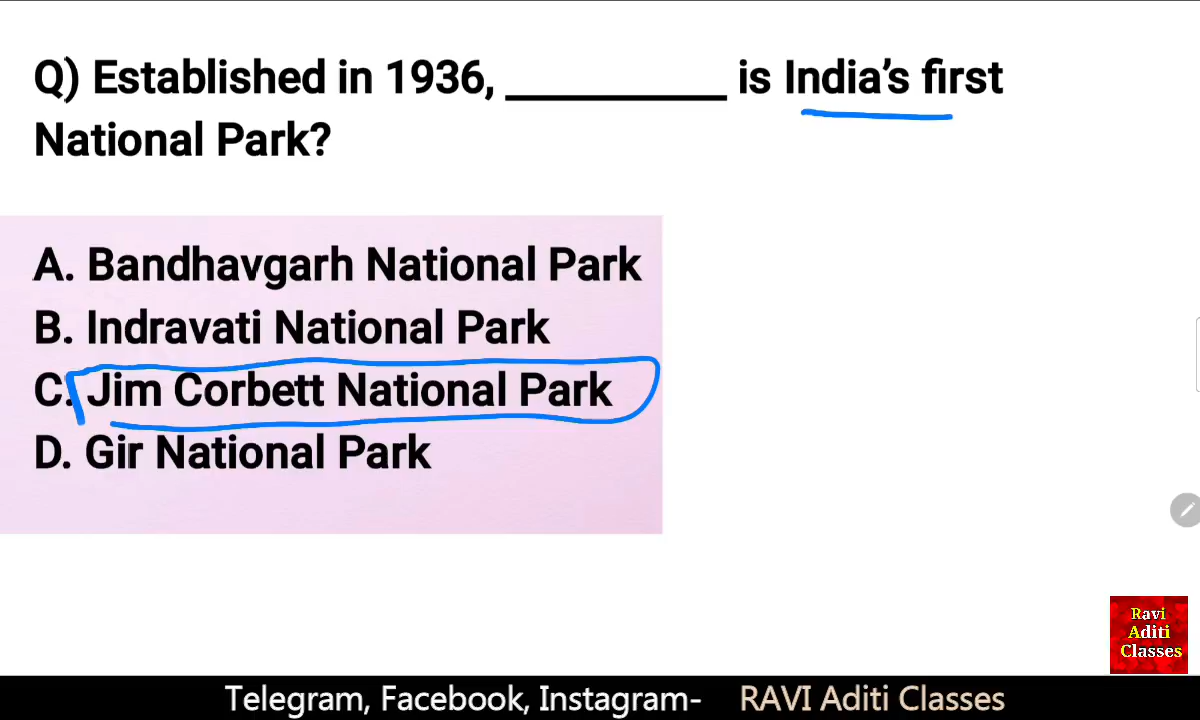 Q) Established in 1936, __________ is India's first
National Park?
A. Bandhavgarh National Park
B. Indravati National Park
C. Jim Corbett National Park
D. Gir National Park
Ravi
Aditi
Classes
Telegram, Facebook, Instagram- RAVI Aditi Classes